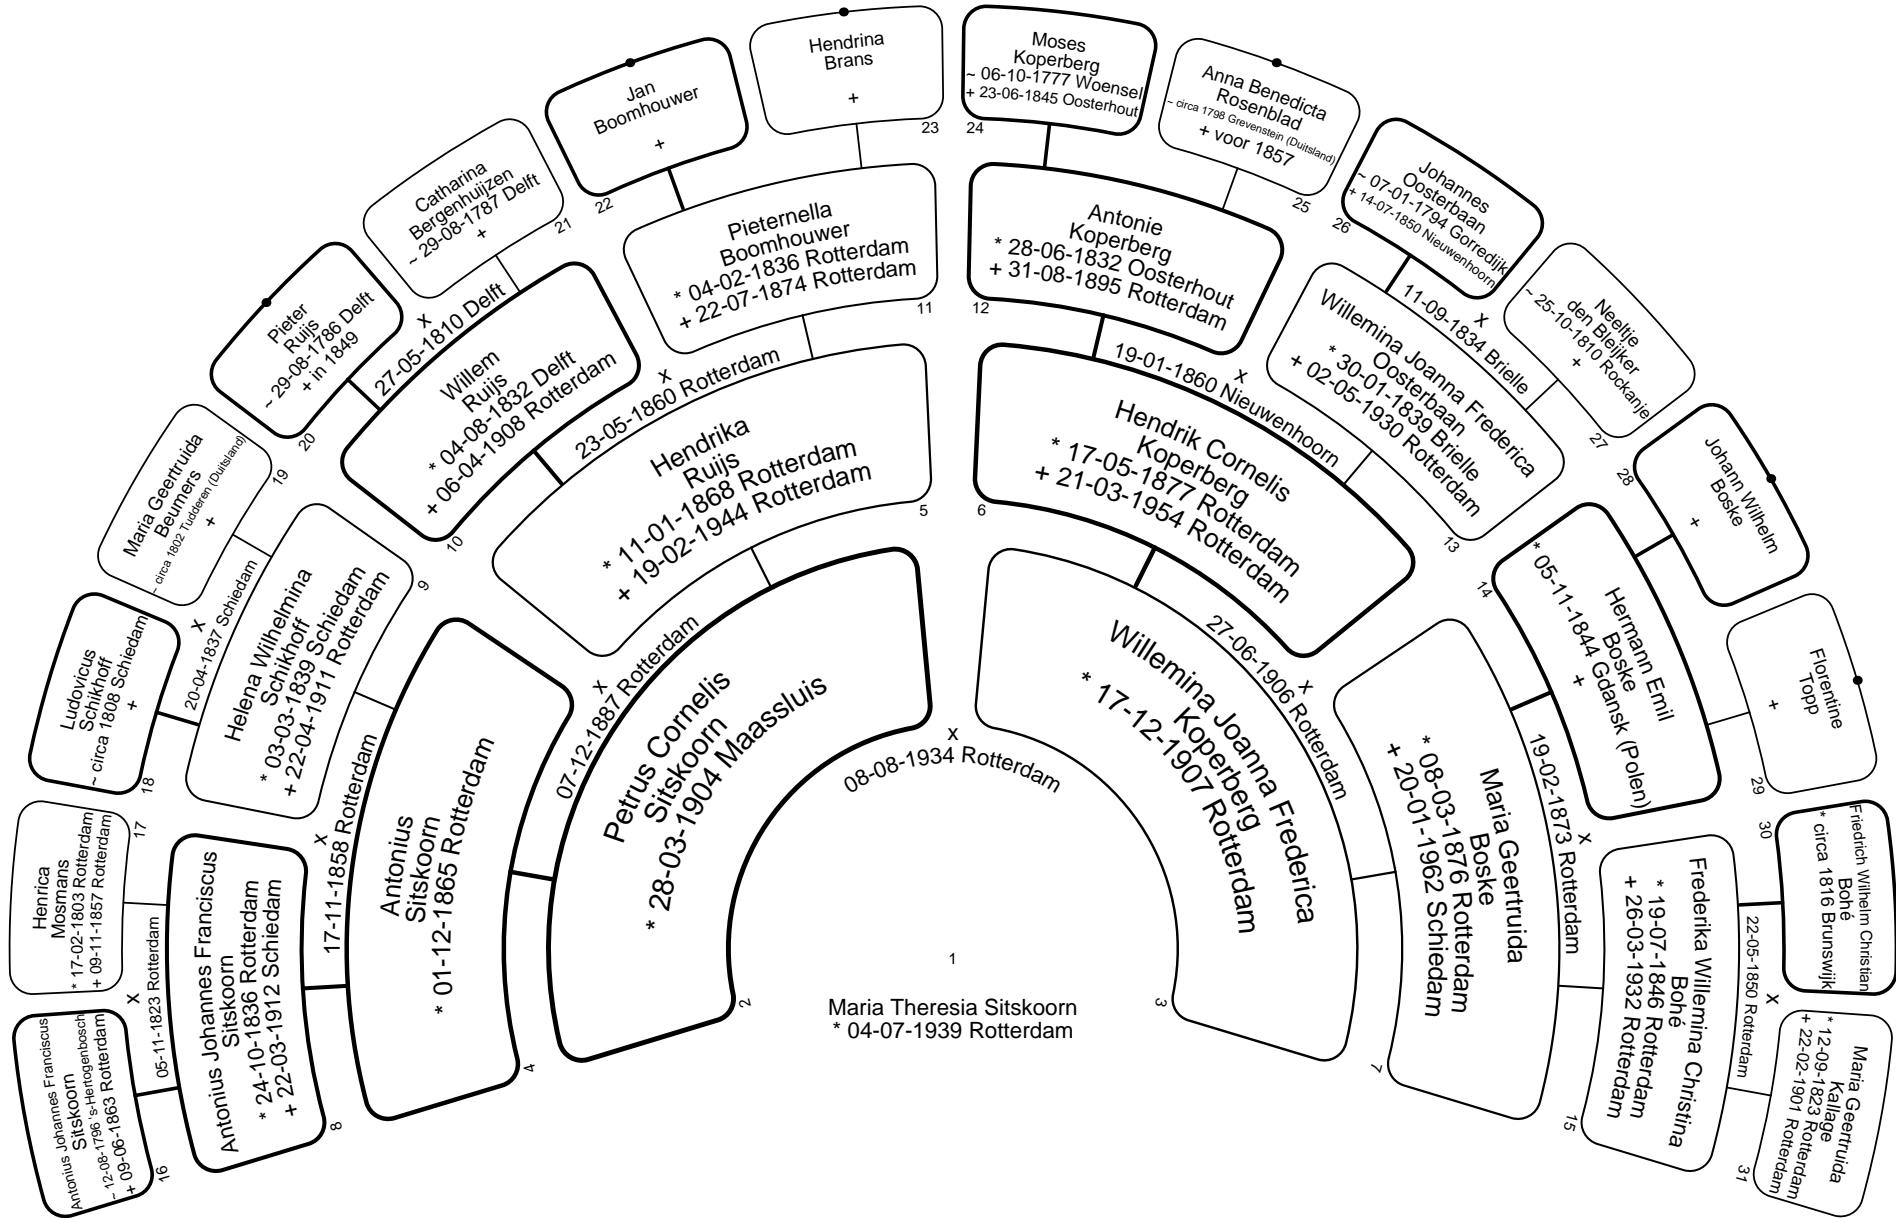 1
Maria Theresia Sitskoorn
* 04-07-1939 Rotterdam
Petrus Cornelis
Sitskoorn
* 28-03-1904 Maassluis
2
x
08-08-1934 Rotterdam
Willemina Joanna Frederica
Koperberg
* 17-12-1907 Rotterdam
3
Antonius
Sitskoorn
* 01-12-1865 Rotterdam
4
x
07-12-1887 Rotterdam
Hendrika
Ruijs
* 11-01-1868 Rotterdam
+ 19-02-1944 Rotterdam
5
Hendrik Cornelis
Koperberg
* 17-05-1877 Rotterdam
+ 21-03-1954 Rotterdam
6
x
27-06-1906 Rotterdam
Maria Geertruida
Boske
* 08-03-1876 Rotterdam
+ 20-01-1962 Schiedam
7
Antonius Johannes Franciscus
Sitskoorn
* 24-10-1836 Rotterdam
+ 22-03-1912 Schiedam
8
x
17-11-1858 Rotterdam
Helena Wilhelmina
Schikhoff
* 03-03-1839 Schiedam
+ 22-04-1911 Rotterdam
9
Willem
Ruijs
* 04-08-1832 Delft
+ 06-04-1908 Rotterdam
10
x
23-05-1860 Rotterdam
Pieternella
Boomhouwer
* 04-02-1836 Rotterdam
+ 22-07-1874 Rotterdam
11
Antonie
Koperberg
* 28-06-1832 Oosterhout
+ 31-08-1895 Rotterdam
12
x
19-01-1860 Nieuwenhoorn
Willemina Joanna Frederica
Oosterbaan
* 30-01-1839 Brielle
+ 02-05-1930 Rotterdam
13
Hermann Emil
Boske
* 05-11-1844 Gdansk (Polen)
+
14
x
19-02-1873 Rotterdam
Frederika Willemina Christina
Bohé
* 19-07-1846 Rotterdam
+ 26-03-1932 Rotterdam
15
Antonius Johannes Franciscus
Sitskoorn
~ 12-08-1796 's-Hertogenbosch
+ 09-06-1863 Rotterdam
16
x
05-11-1823 Rotterdam
Henrica
Mosmans
* 17-02-1803 Rotterdam
+ 09-11-1857 Rotterdam
17
Ludovicus
Schikhoff
~ circa 1808 Schiedam
+
18
x
20-04-1837 Schiedam
Maria Geertruida
Beumers
~ circa 1802 Tudderen (Duitsland)
+
19
Pieter
Ruijs
~ 29-08-1786 Delft
+ in 1849
20
x
27-05-1810 Delft
Catharina
Bergenhuijzen
~ 29-08-1787 Delft
+
21
Jan
Boomhouwer
+
22
Hendrina
Brans
+
23
Moses
Koperberg
~ 06-10-1777 Woensel
+ 23-06-1845 Oosterhout
24
Anna Benedicta
Rosenblad
~ circa 1798 Grevenstein (Duitsland)
+ voor 1857
25
Johannes
Oosterbaan
~ 07-01-1794 Gorredijk
+ 14-07-1850 Nieuwenhoorn
26
x
11-09-1834 Brielle
Neeltje
den Bleijker
~ 25-10-1810 Rockanje
+
27
Johann Wilhelm
Boske
+
28
Florentine
Topp
+
29
Friedrich Wilhelm Christian
Bohé
* circa 1816 Brunswijk
30
x
22-05-1850 Rotterdam
Maria Geertruida
Kallage
* 12-09-1823 Rotterdam
+ 22-02-1901 Rotterdam
31